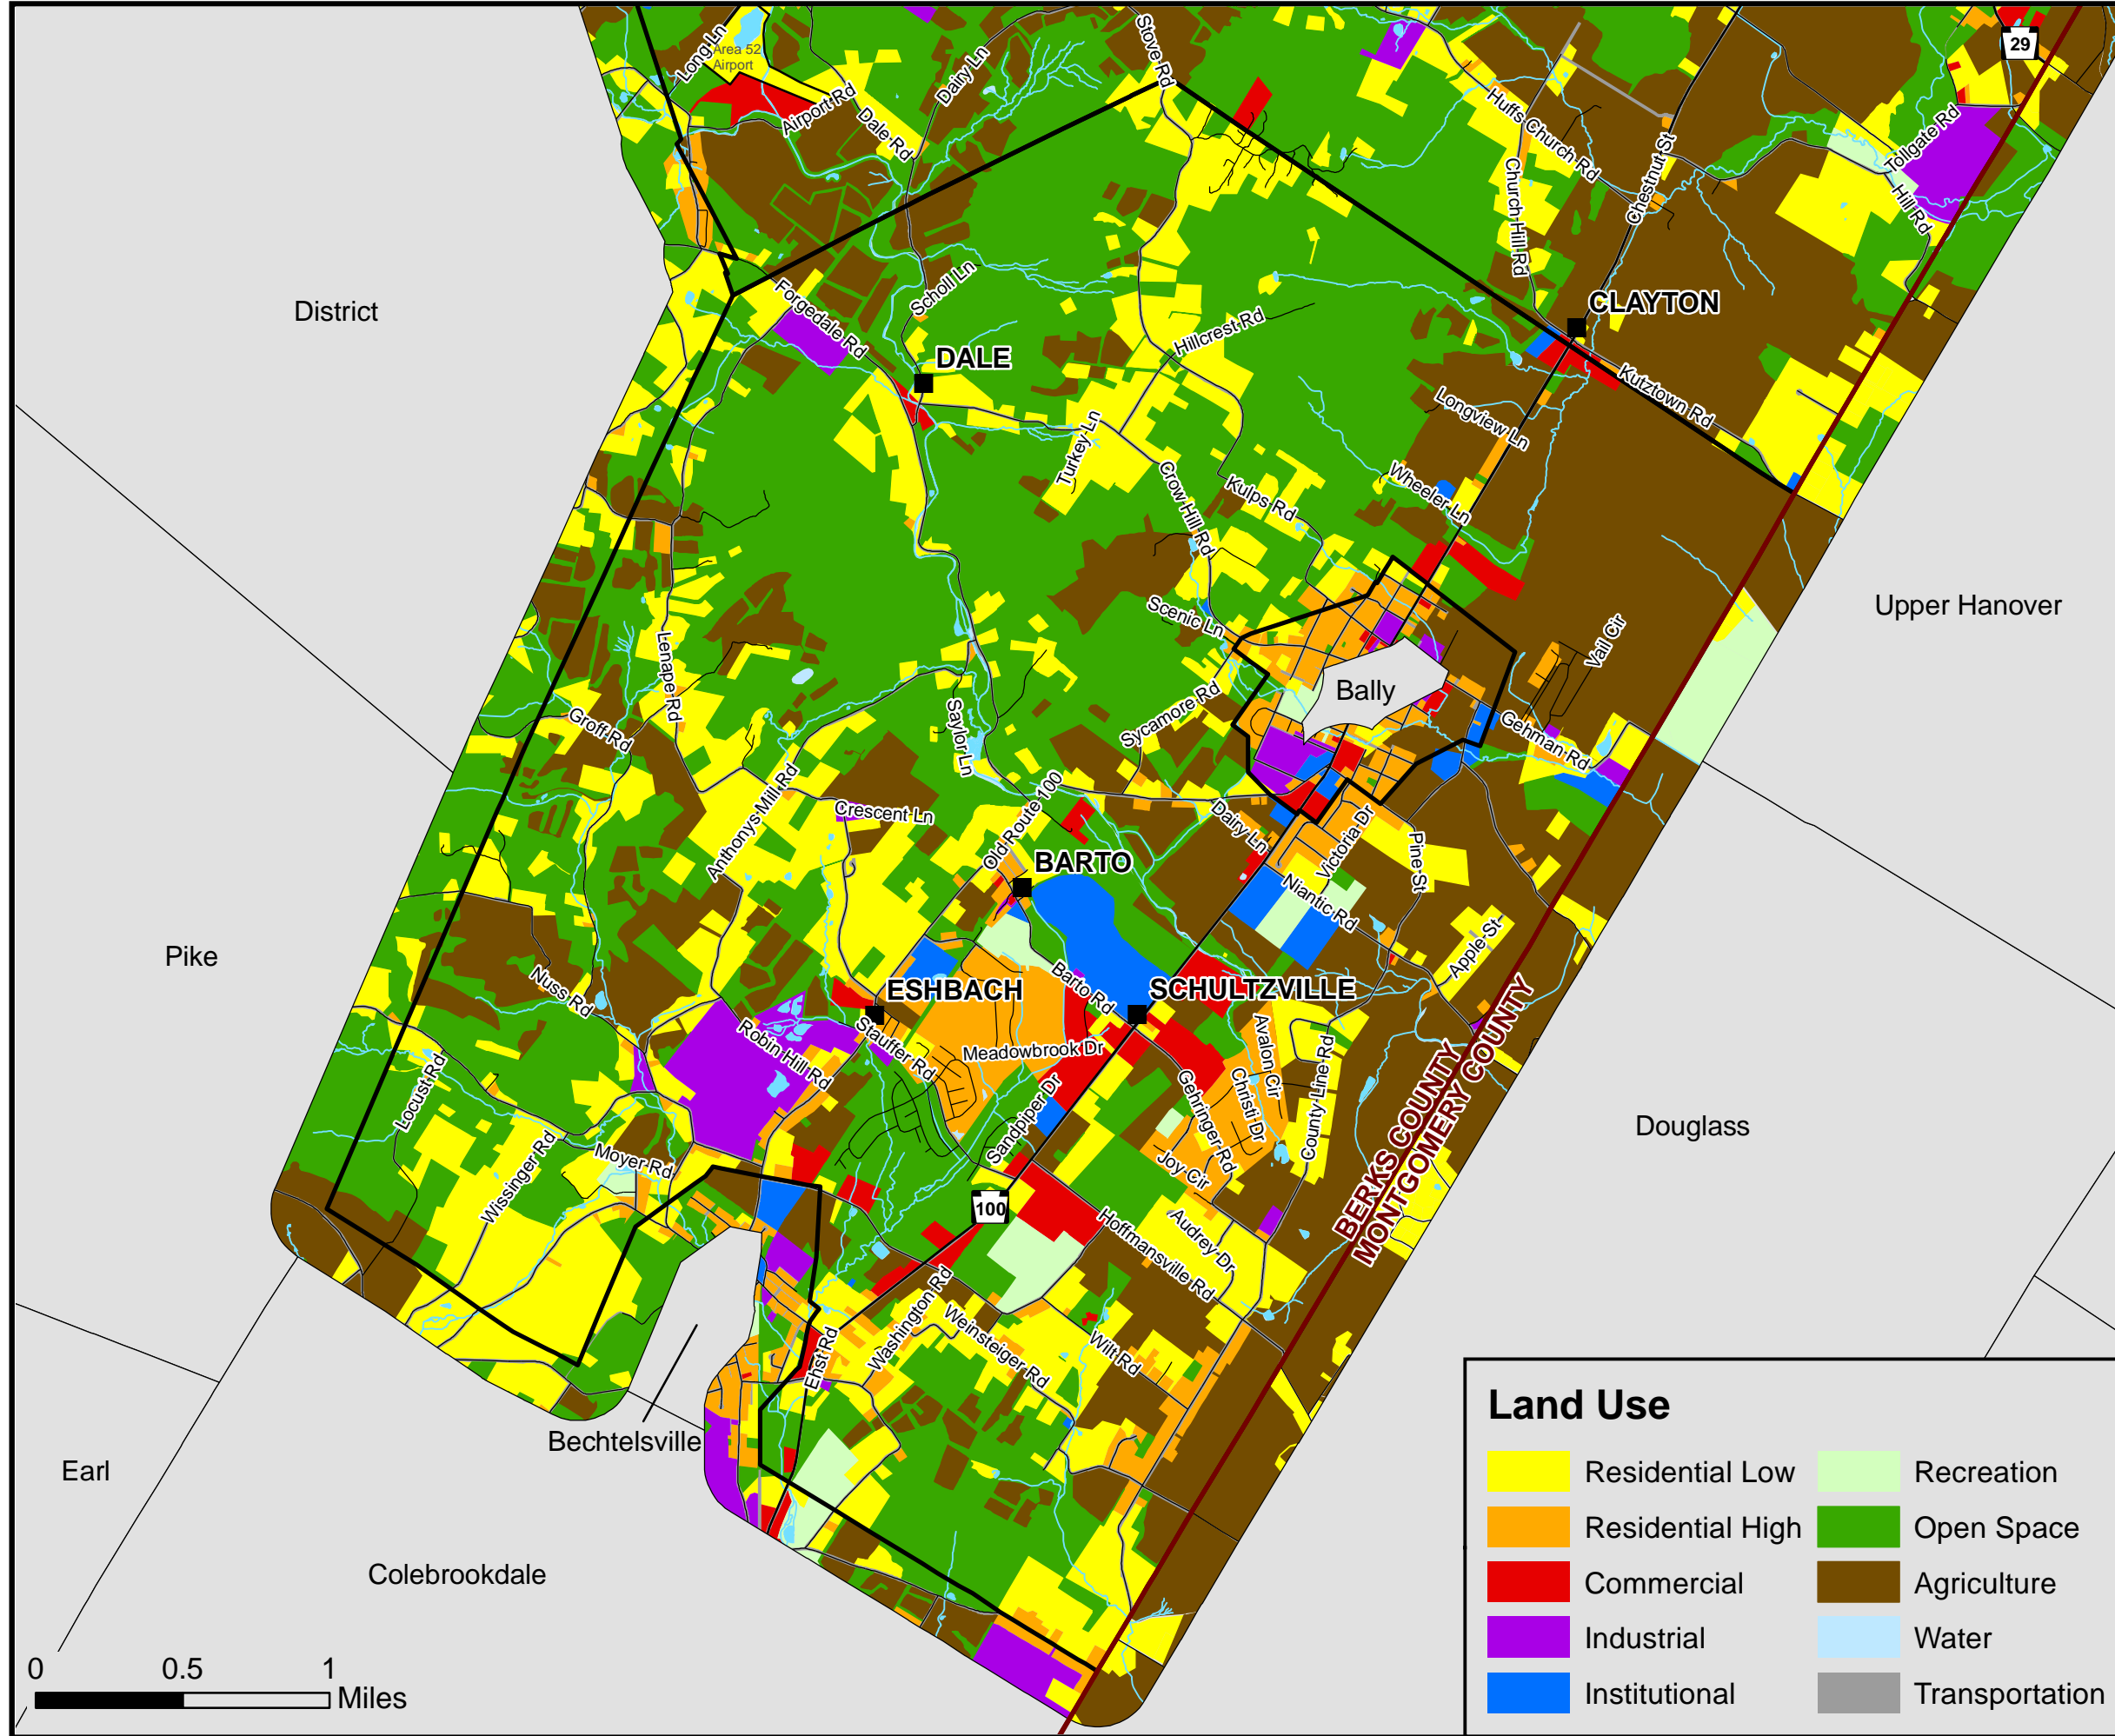 29
Long Ln
Area 52
Airport
Airport Rd
Dale Rd
Dairy Ln
Stove Rd
Huffs Church Rd
Church Hill Rd
Chestnut St
Tollgate Rd
Hill Rd
District
Forgedale Rd
Scholl Ln
DALE
Hillcrest Rd
CLAYTON
Kutztown Rd
Longview Ln
Turkey Ln
Crow Hill Rd
Kulps Rd
Wheeler Ln
Scenic Ln
Upper Hanover
Vail Cir
Lenape Rd
Groff Rd
Saylor Ln
Sycamore Rd
Bally
Gehman Rd
Anthonys Mill Rd
Crescent Ln
Old Route 100
Dairy Ln
Victoria Dr
Pine St
BARTO
Niantic Rd
Apple St
Pike
Nuss Rd
ESHBACH
Barto Rd
SCHULTZVILLE
Robin Hill Rd
Stauffer Rd
Meadowbrook Dr
Avalon Cir
Christi Dr
County Line Rd
Gehringer Rd
BERKS COUNTY
MONTGOMERY COUNTY
Douglass
Locust Rd
Wissinger Rd
Moyer Rd
Sandpiper Dr
Joy Cir
100
Hoffmansville Rd
Audrey Dr
Ehst Rd
Washington Rd
Weinsteiger Rd
Wilt Rd
Bechtelsville
Earl
Colebrookdale
0 0.5 1
Miles
Land Use
Residential Low
Residential High
Commercial
Industrial
Institutional
Recreation
Open Space
Agriculture
Water
Transportation